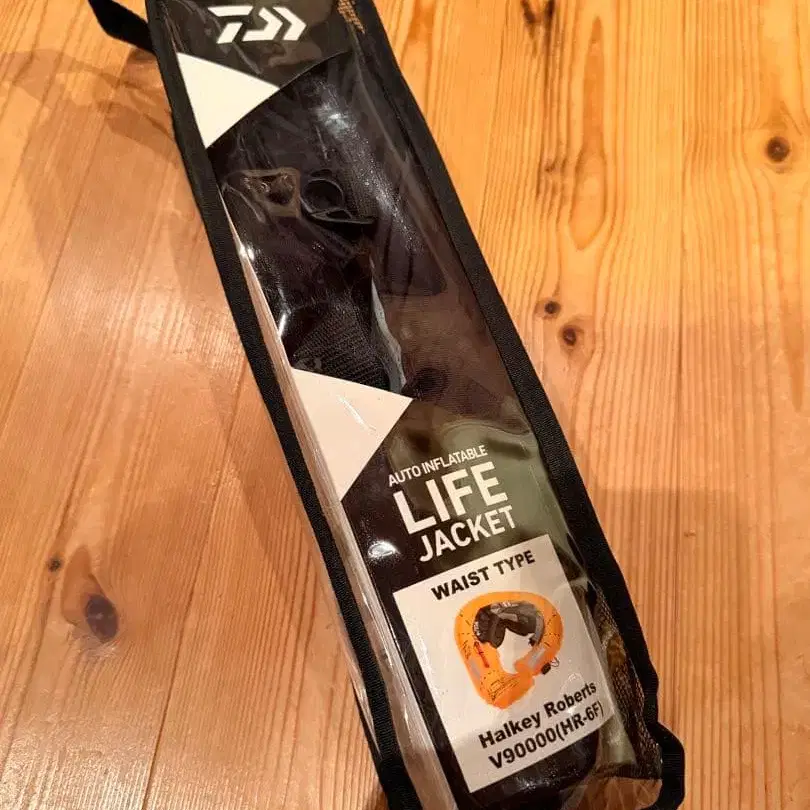 AUTO INFLATABLE
LIFE
JACKET
WAIST TYPE
Halkey Roberts
V90000(HR-6F)